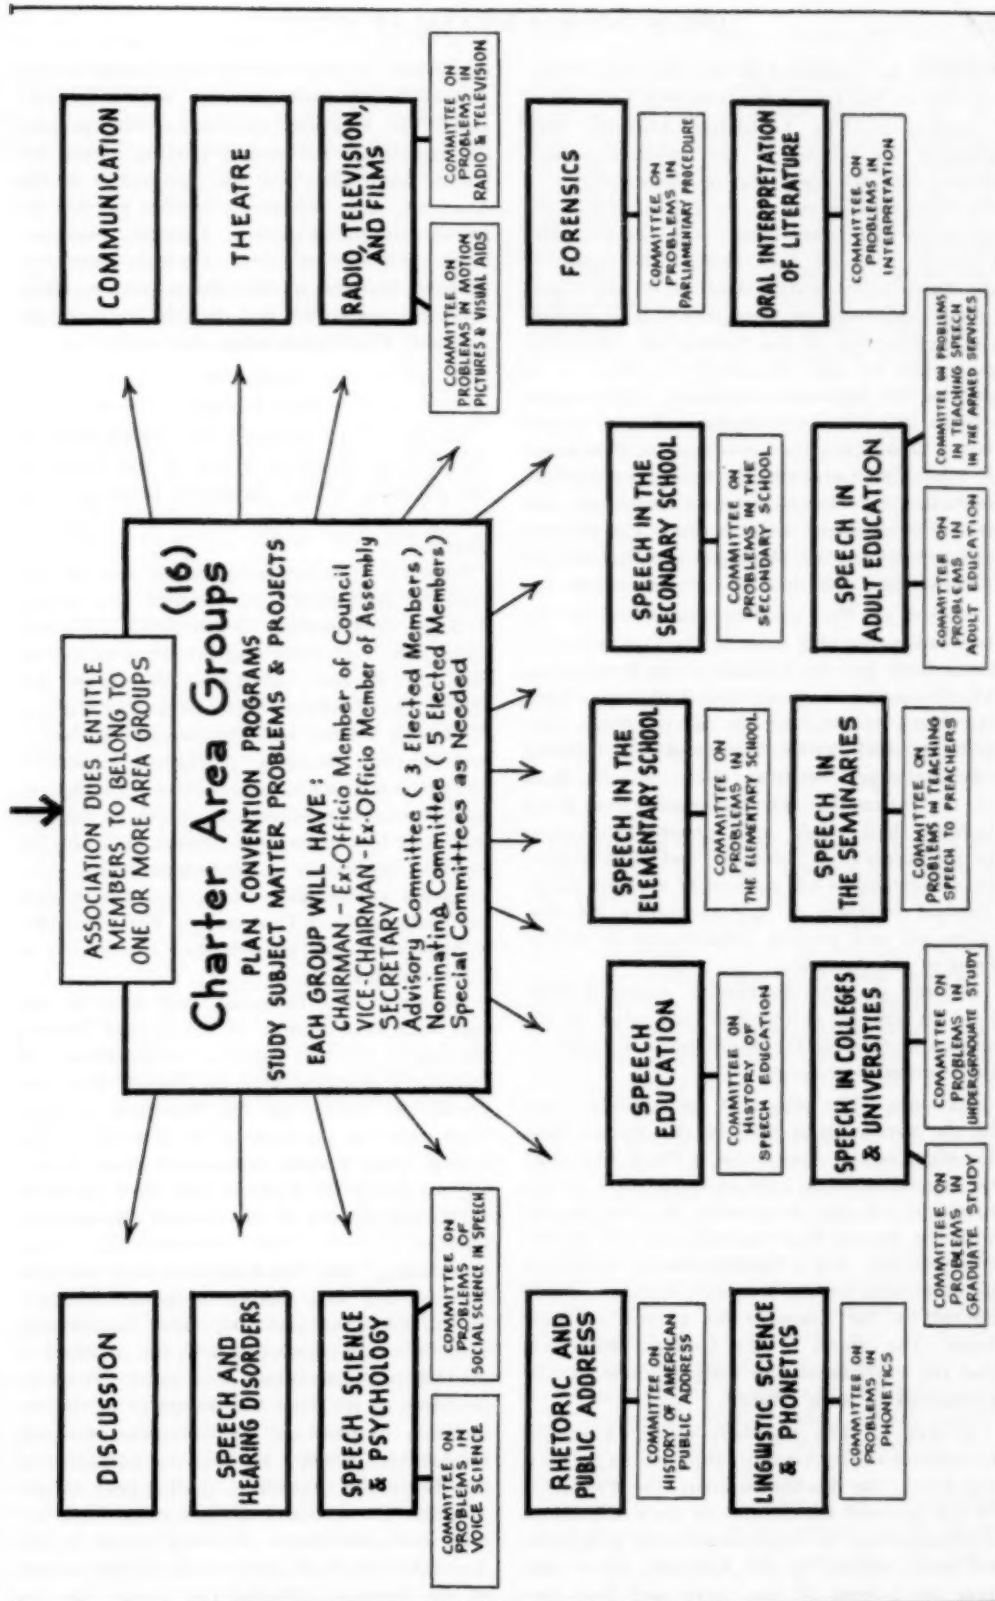 ASSOCIATION DUES ENTITLE
MEMBERS TO BELONG TO
ONE OR MORE AREA GROUPS
(16)
Charter Area Groups
PLAN CONVENTION PROGRAMS
STUDY SUBJECT MATTER PROBLEMS & PROJECTS
EACH GROUP WILL HAVE:
CHAIRMAN - Ex-Officio Member of Council
VICE-CHAIRMAN - Ex-Officio Member of Assembly
SECRETARY
Advisory Committee ( 3 Elected Members)
Nominating Committee ( 5 Elected Members)
Special Committees as Needed
DISCUSSION
SPEECH AND
HEARING DISORDERS
SPEECH SCIENCE
& PSYCHOLOGY
COMMITTEE ON
PROBLEMS IN
VOICE SCIENCE
COMMITTEE ON
PROBLEMS OF
SOCIAL SCIENCE IN SPEECH
COMMUNICATION
THEATRE
RADIO, TELEVISION,
AND FILMS
COMMITTEE ON
PROBLEMS IN MOTION
PICTURES & VISUAL AIDS
COMMITTEE ON
PROBLEMS IN
RADIO & TELEVISION
RHETORIC AND
PUBLIC ADDRESS
COMMITTEE ON
HISTORY OF AMERICAN
PUBLIC ADDRESS
LINGUISTIC SCIENCE
& PHONETICS
COMMITTEE ON
PROBLEMS IN
PHONETICS
SPEECH
EDUCATION
COMMITTEE ON
HISTORY OF
SPEECH EDUCATION
SPEECH IN COLLEGES
& UNIVERSITIES
COMMITTEE ON
PROBLEMS IN
GRADUATE STUDY
COMMITTEE ON
PROBLEMS IN
UNDERGRADUATE STUDY
SPEECH IN THE
ELEMENTARY SCHOOL
COMMITTEE ON
PROBLEMS IN
THE ELEMENTARY SCHOOL
SPEECH IN
THE SEMINARIES
COMMITTEE ON
PROBLEMS IN TEACHING
SPEECH TO PREACHERS
SPEECH IN THE
SECONDARY SCHOOL
COMMITTEE ON
PROBLEMS IN THE
SECONDARY SCHOOL
SPEECH IN
ADULT EDUCATION
COMMITTEE ON
PROBLEMS IN
ADULT EDUCATION
COMMITTEE ON PROBLEMS
IN TEACHING SPEECH
IN THE ARMED SERVICES
FORENSICS
COMMITTEE ON
PROBLEMS IN
PARLIAMENTARY PROCEDURE
ORAL INTERPRETATION
OF LITERATURE
COMMITTEE ON
PROBLEMS IN
INTERPRETATION